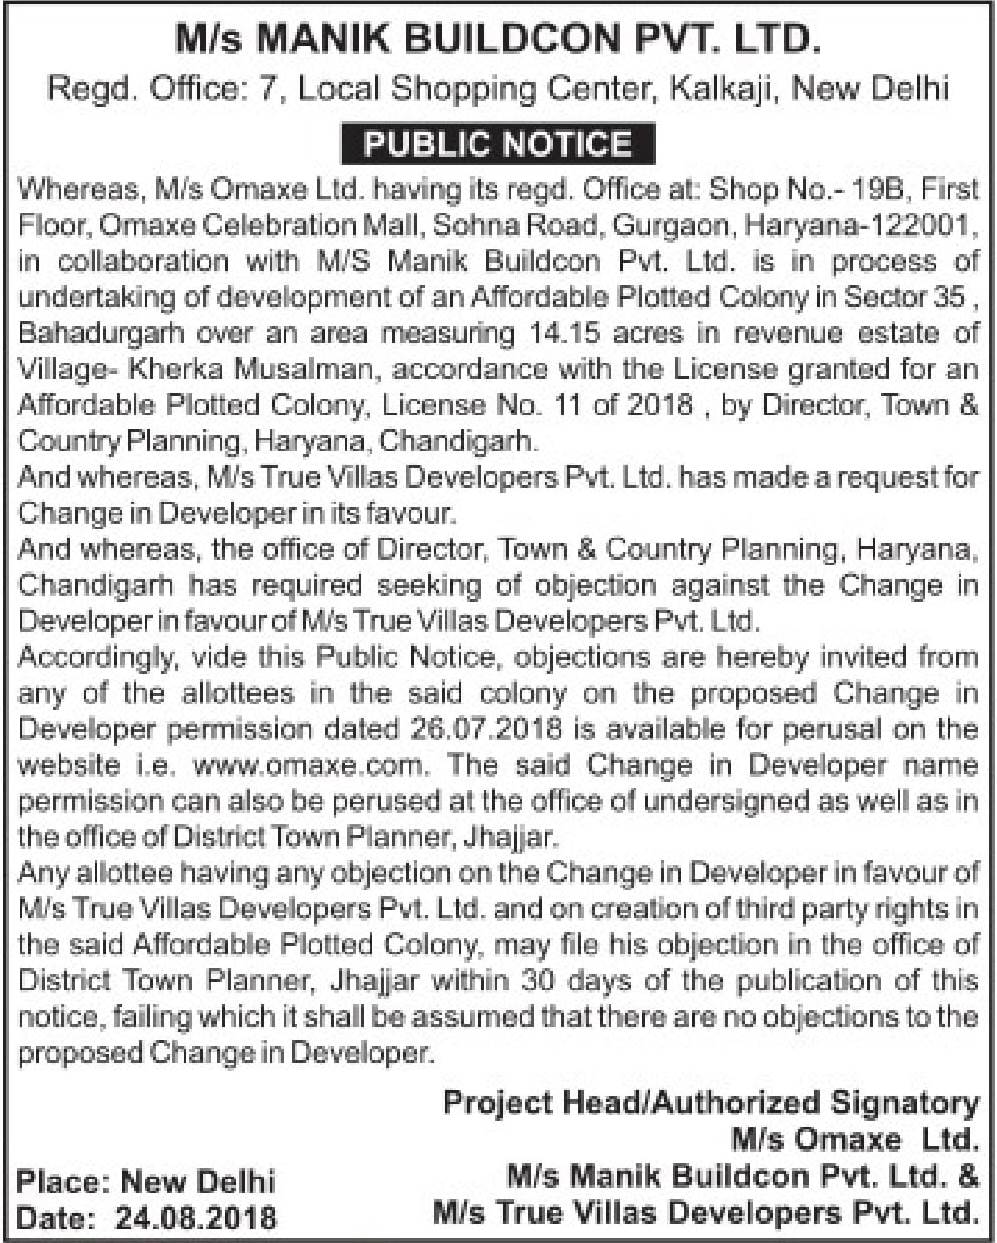 M/s MANIK BUILDCON PVT. LTD.
Regd. Office: 7, Local Shopping Center, Kalkaji, New Delhi
PUBLIC NOTICE
Whereas, M/s Omaxe Ltd. having its regd. Office at: Shop No.- 19B, First
Floor, Omaxe Celebration Mall, Sohna Road, Gurgaon, Haryana-122001,
in collaboration with M/S Manik Buildcon Pvt. Ltd. is in process of
undertaking of development of an Affordable Plotted Colony in Sector 35 ,
Bahadurgarh over an area measuring 14.15 acres in revenue estate of
Village- Kherka Musalman, accordance with the License granted for an
Affordable Plotted Colony, License No. 11 of 2018 , by Director, Town &
Country Planning, Haryana, Chandigarh.
And whereas, M/s True Villas Developers Pvt. Ltd. has made a request for
Change in Developer in its favour.
And whereas, the office of Director, Town & Country Planning, Haryana,
Chandigarh has required seeking of objection against the Change in
Developer in favour of M/s True Villas Developers Pvt. Ltd.
Accordingly, vide this Public Notice, objections are hereby invited from
any of the allottees in the said colony on the proposed Change in
Developer permission dated 26.07.2018 is available for perusal on the
website i.e. www.omaxe.com. The said Change in Developer name
permission can also be perused at the office of undersigned as well as in
the office of District Town Planner, Jhajjar.
Any allottee having any objection on the Change in Developer in favour of
M/s True Villas Developers Pvt. Ltd. and on creation of third party rights in
the said Affordable Plotted Colony, may file his objection in the office of
District Town Planner, Jhajjar within 30 days of the publication of this
notice, failing which it shall be assumed that there are no objections to the
proposed Change in Developer.
Project Head/Authorized Signatory
M/s Omaxe Ltd.
M/s Manik Buildcon Pvt. Ltd. &
M/s True Villas Developers Pvt. Ltd.
Place: New Delhi
Date: 24.08.2018